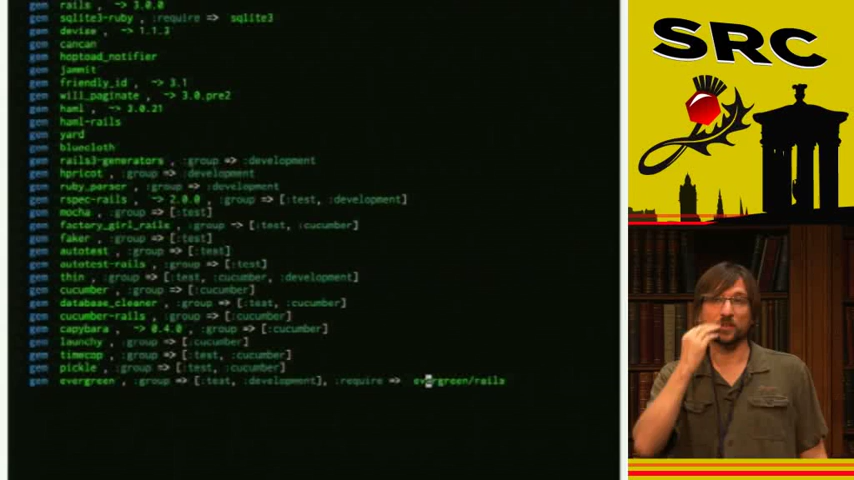 gem rails , ~> 3.0.0
gem sqlite3-ruby , :require => sqlite3
gem devise , ~> 1.1.3
gem cancan
gem hoptoad_notifier
gem jammit
gem friendly_id , ~> 3.1
gem will_paginate , ~> 3.0.pre2
gem haml , ~> 3.0.21
gem haml-rails
gem yard
gem bluecloth
gem rails3-generators , :group => :development
gem hpricot , :group => :development
gem ruby_parser , :group => :development
gem rspec-rails , ~> 2.0.0 , :group => [:test, :development]
gem mocha , :group => [:test]
gem factory_girl_rails , :group => [:test, :cucumber]
gem faker , :group => [:test]
gem autotest , :group => [:test]
gem autotest-rails , :group => [:test]
gem thin , :group => [:test, :cucumber, :development]
gem cucumber , :group => [:cucumber]
gem database_cleaner , :group => [:test, :cucumber]
gem cucumber-rails , :group => [:cucumber]
gem capybara , ~> 0.4.0 , :group => [:cucumber]
gem launchy , :group => [:cucumber]
gem timecop , :group => [:test, :cucumber]
gem pickle , :group => [:test, :cucumber]
gem evergreen , :group => [:test, :development], :require => evergreen/rails
SRC